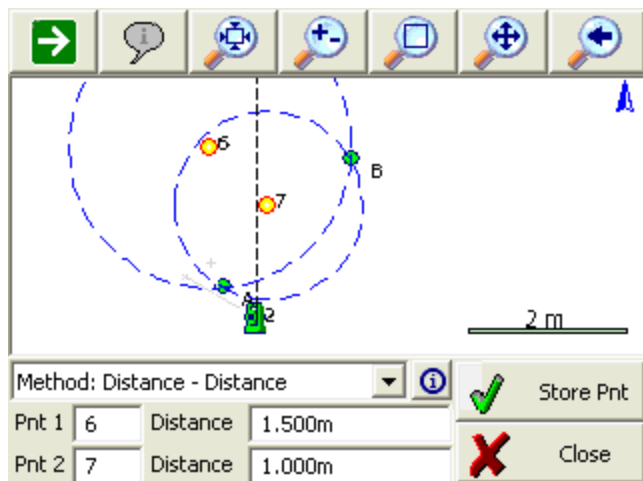 6
B
7
A
2
2 m
Method: Distance - Distance
Store Pnt
Pnt 1 6 Distance 1.500m
Pnt 2 7 Distance 1.000m
Close